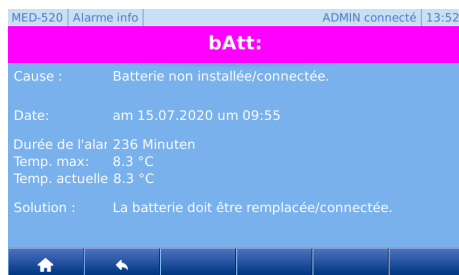 MED-520 Alarme info ADMIN connecté 13:52
bAtt:
Cause : Batterie non installée/connectée.
Date: am 15.07.2020 um 09:55
Durée de l'alar 236 Minuten
Temp. max: 8.3 °C
Temp. actuelle 8.3 °C
Solution : La batterie doit être remplacée/connectée.